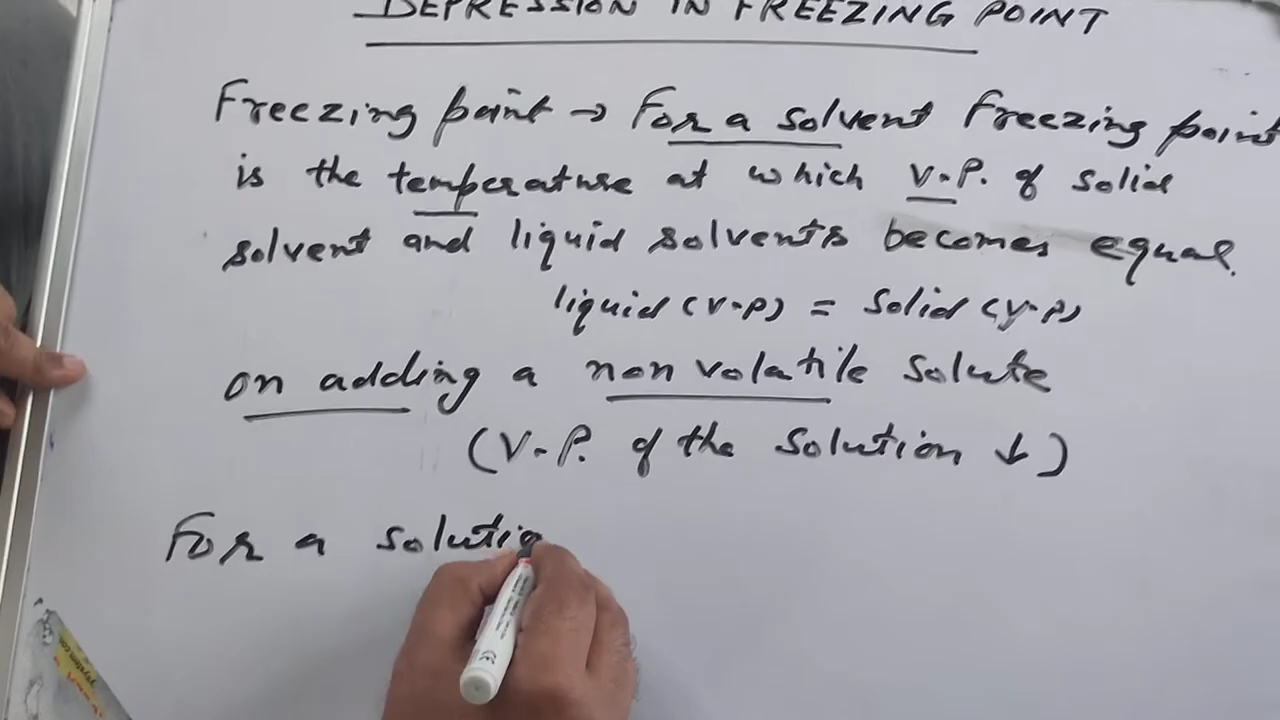 DEPRESSION IN FREEZING POINT
Freezing point → For a solvent freezing point
is the temperature at which V.P. of solid
solvent and liquid solvents becomes equal.
liquid (V.P) = Solid (V.P)
on adding a non volatile solute
(V.P. of the solution ↓)
For a solutio